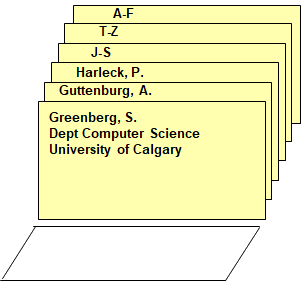 A-F
T-Z
J-S
Harleck, P.
Guttenburg, A.
Greenberg, S.
Dept Computer Science
University of Calgary